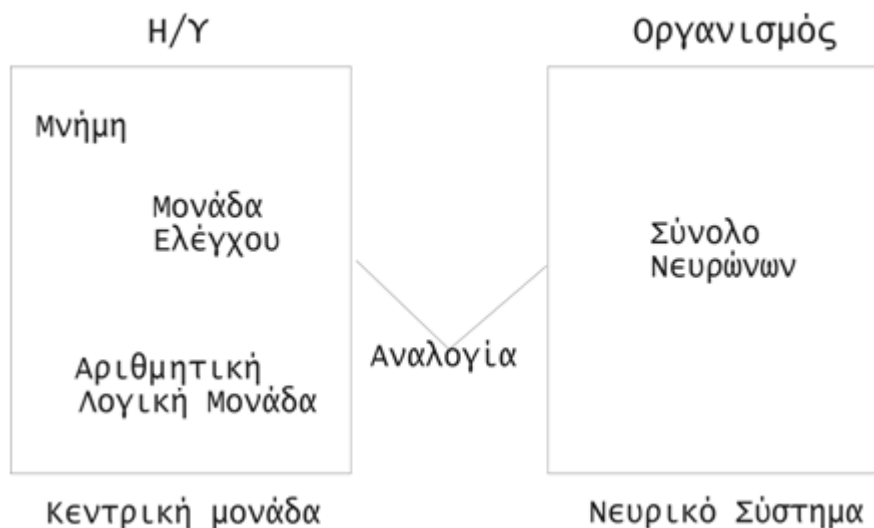 Η/Υ
Οργανισμός
Μνήμη
Μονάδα
Ελέγχου
Σύνολο
Νευρώνων
Αναλογία
Αριθμητική
Λογική Μονάδα
Κεντρική μονάδα
Νευρικό Σύστημα